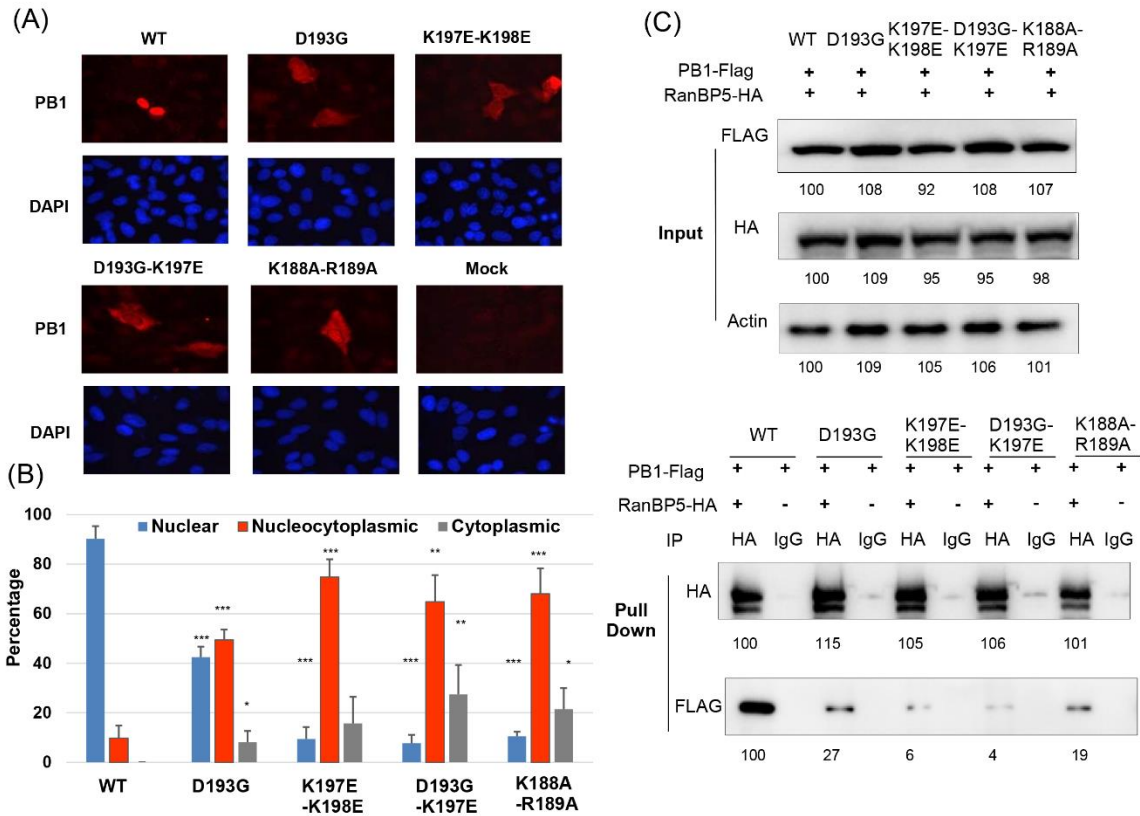 (A)
WT
D193G
K197E-K198E
PB1
DAPI
D193G-K197E
K188A-R189A
Mock
PB1
DAPI
(B)
Nuclear
Nucleocytoplasmic
Cytoplasmic
Percentage
100
80
60
40
20
0
***
***
*
***
***
***
**
**
***
***
*
WT
D193G
K197E
-K198E
D193G
-K197E
K188A
-R189A
(C)
WT D193G K197E-K198E D193G-K197E K188A-R189A
PB1-Flag + + + + +
RanBP5-HA + + + + +
Input
FLAG
100 108 92 108 107
HA
100 109 95 95 98
Actin
100 109 105 106 101
WT D193G K197E-K198E D193G-K197E K188A-R189A
PB1-Flag + + + + + + + + + +
RanBP5-HA + - + - + - + - + -
IP HA IgG HA IgG HA IgG HA IgG HA IgG
Pull
Down
HA
100 115 105 106 101
FLAG
100 27 6 4 19